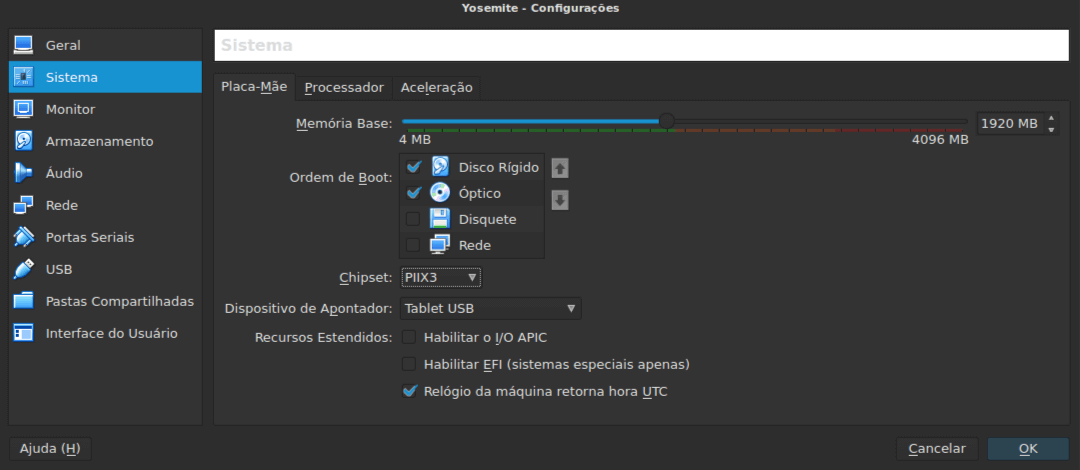 Yosemite - Configurações
Geral
Sistema
Monitor
Armazenamento
Áudio
Rede
Portas Seriais
USB
Pastas Compartilhadas
Interface do Usuário
Sistema
Placa-Mãe Processador Aceleração
Memória Base: 1920 MB
4 MB 4096 MB
Ordem de Boot:
Disco Rígido
Óptico
Disquete
Rede
Chipset: PIIX3
Dispositivo de Apontador: Tablet USB
Recursos Estendidos: Habilitar o I/O APIC
Habilitar EFI (sistemas especiais apenas)
Relógio da máquina retorna hora UTC
Ajuda (H) Cancelar OK